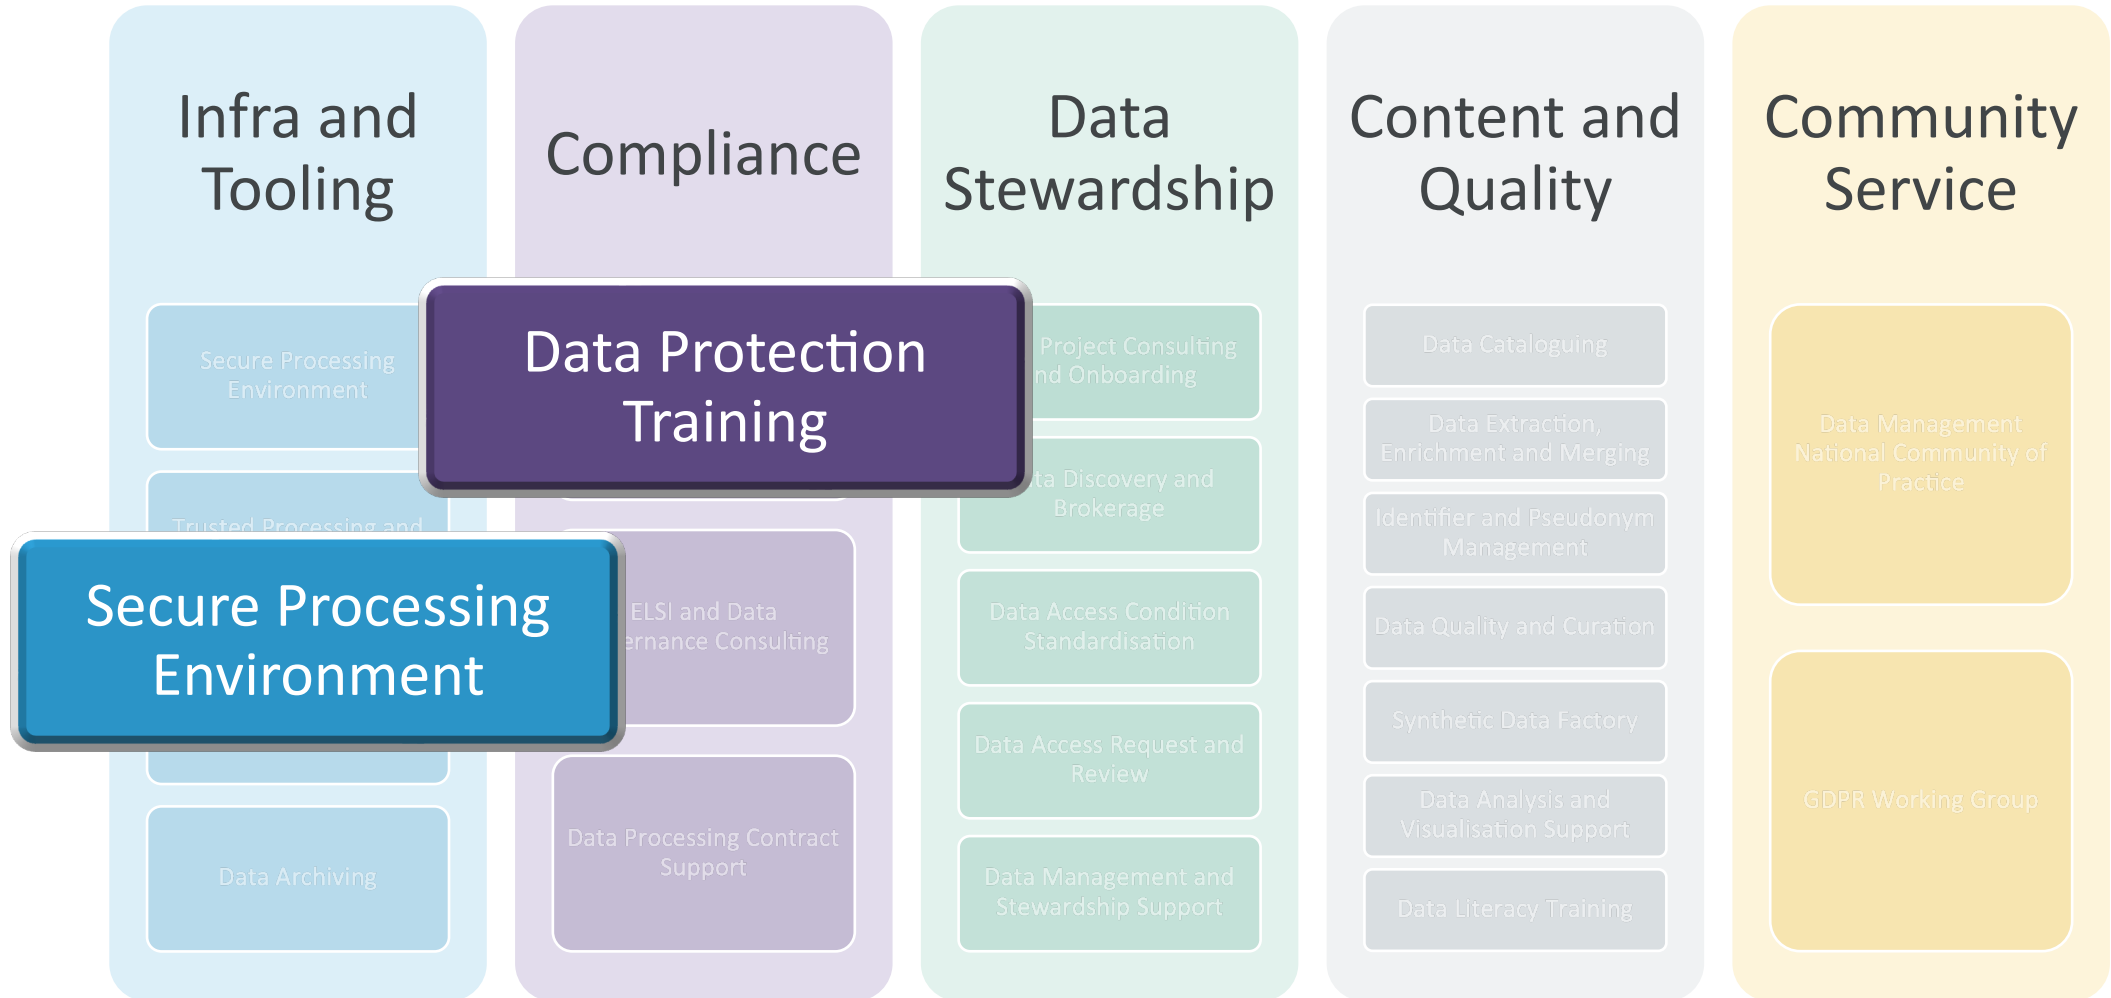 Infra and
Tooling
Secure Processing
Environment
Trusted Processing and
Data Archiving
Compliance
Data Protection
Training
Secure Processing
Environment
ELSI and Data
Consulting
Data Processing Contract
Support
Data
Stewardship
Project Consulting
Onboarding
Discovery and
Brokerage
Data Access Condition
Standardisation
Data Access Request and
Review
Data Management and
Stewardship Support
Content and
Quality
Data Cataloguing
Data Extraction,
Enrichment and Merging
Identifier and Pseudonym
Management
Data Quality and Curation
Synthetic Data Factory
Data Analysis and
Visualisation Support
Data Literacy Training
Community
Service
Data Management
National Community of
Practice
GDPR Working Group